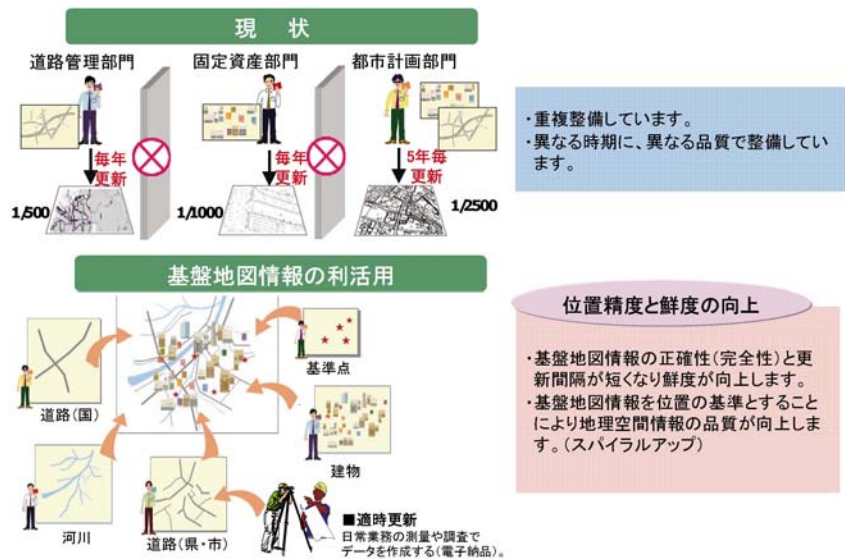 現 状
道路管理部門
固定資産部門
都市計画部門
毎年
更新
毎年
更新
5年毎
更新
1/500
1/1000
1/2500
・重複整備しています。
・異なる時期に、異なる品質で整備してい
ます。
基盤地図情報の利活用
基準点
道路(国)
建物
河川
道路(県・市)
■適時更新
日常業務の測量や調査で
データを作成する(電子納品)。
位置精度と鮮度の向上
・基盤地図情報の正確性(完全性)と更
新間隔が短くなり鮮度が向上します。
・基盤地図情報を位置の基準とすること
により地理空間情報の品質が向上しま
す。(スパイラルアップ)